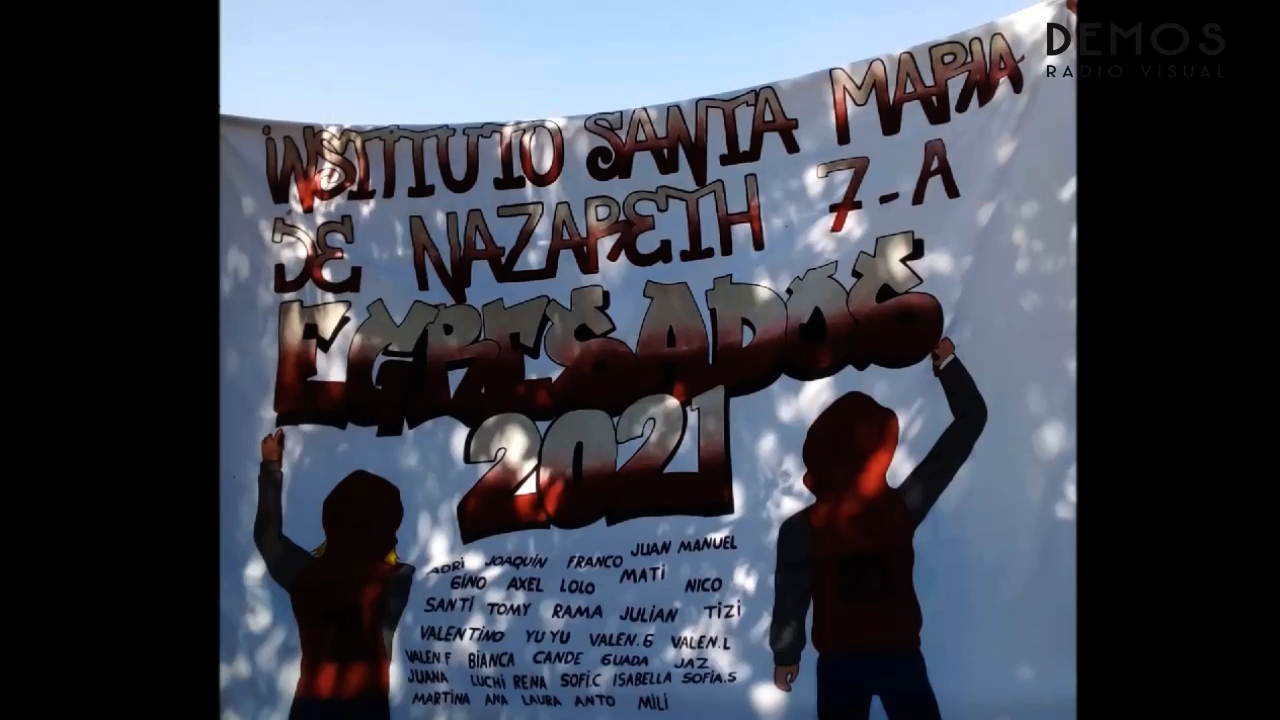 DEMOS
RADIO VISUAL
INSTITUTO SANTA MARIA
DE NAZARETH 7-A
EGRESADOS
2021
ADRI JOAQUÍN FRANCO JUAN MANUEL
GINO AXEL LOLO MATI NICO
SANTI TOMY RAMA JULIAN TIZI
VALENTINO YUYU VALEN.G VALEN.L
VALEN.F BIANCA CANDE GUADA JAZ
JUANA LUCHI RENA SOFI.C ISABELLA SOFIA.S
MARTINA ANA LAURA ANTO MILI